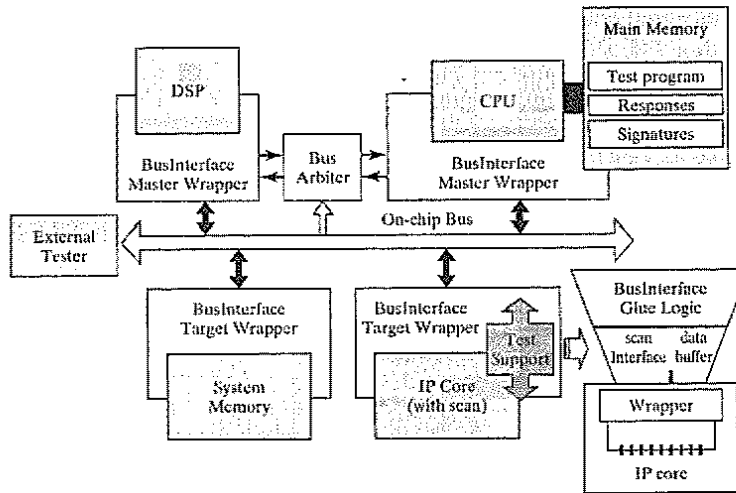 Main Memory
Test program
Responses
Signatures
DSP
CPU
BusInterface
Master Wrapper
Bus
Arbiter
BusInterface
Master Wrapper
On-chip Bus
External
Tester
BusInterface
Target Wrapper
System
Memory
BusInterface
Target Wrapper
Test
Support
IP Core
(with scan)
BusInterface
Glue Logic
scan data
Interface buffer
Wrapper
IP core